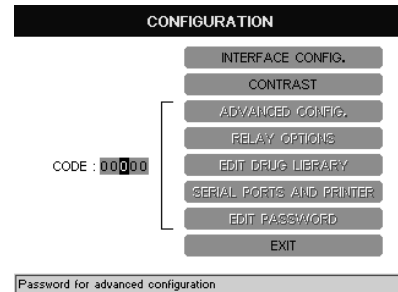 CONFIGURATION
INTERFACE CONFIG.
CONTRAST
ADVANCED CONFIG.
RELAY OPTIONS
CODE : 00000
EDIT DRUG LIBRARY
SERIAL PORTS AND PRINTER
EDIT PASSWORD
EXIT
Password for advanced configuration